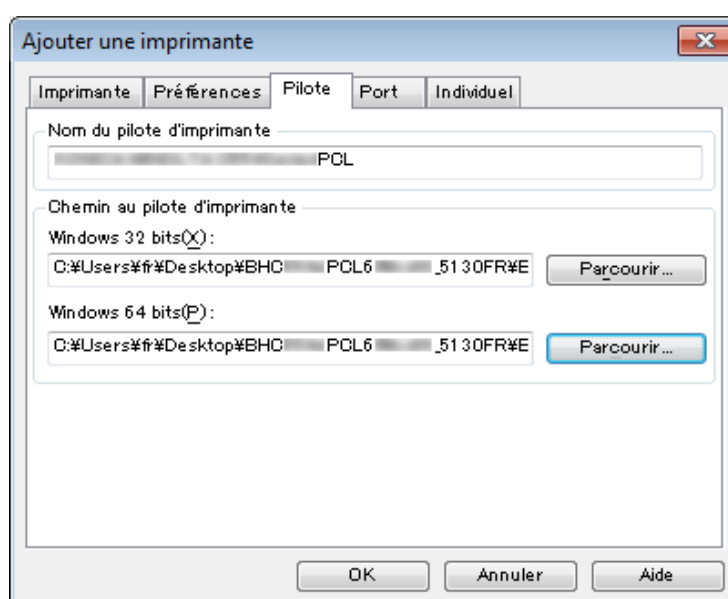 Ajouter une imprimante
Imprimante Préférences Pilote Port Individuel
Nom du pilote d'imprimante
PCL
Chemin au pilote d'imprimante
Windows 32 bits(X):
C:¥Users¥fr¥Desktop¥BHC PCL6 _5130FR¥E Parcourir...
Windows 64 bits(P):
C:¥Users¥fr¥Desktop¥BHC PCL6 _5130FR¥E Parcourir...
OK Annuler Aide